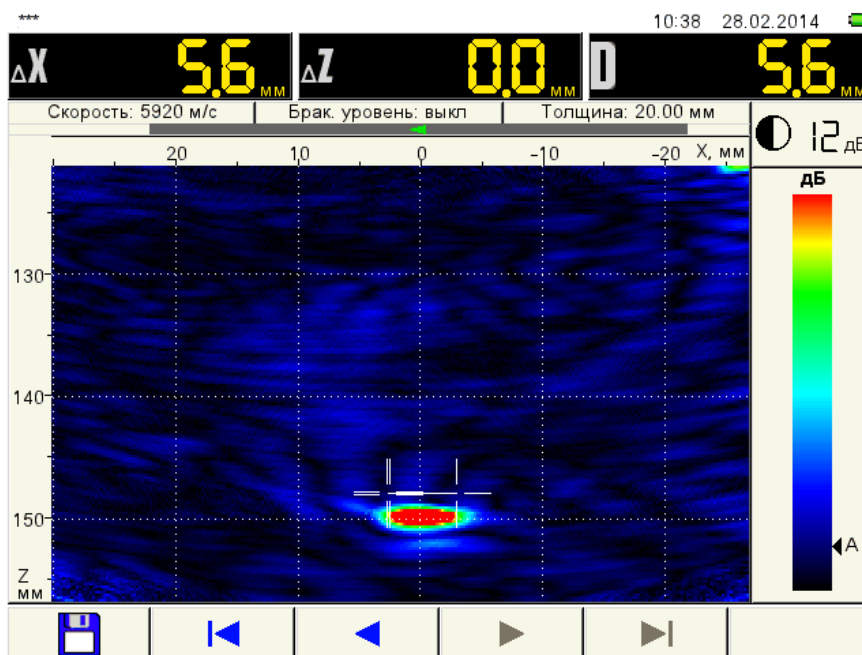 ***
10:38 28.02.2014
ΔX 5.6 мм ΔZ 0.0 мм D 5.6 мм
Скорость: 5920 м/с Брак. уровень: выкл Толщина: 20.00 мм
12 дБ
20 10 0 -10 -20 X, мм
дБ
130
140
150
A
Z
мм